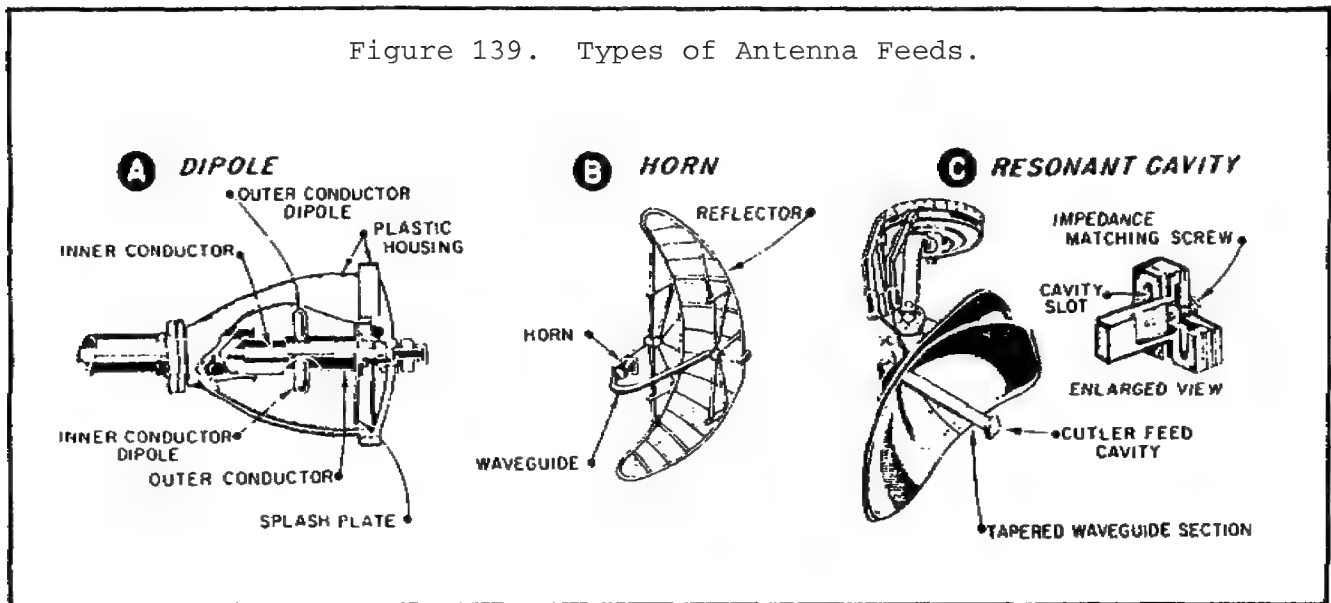 Figure 139. Types of Antenna Feeds.
A DIPOLE
OUTER CONDUCTOR
DIPOLE
PLASTIC
HOUSING
INNER CONDUCTOR
INNER CONDUCTOR
DIPOLE
OUTER CONDUCTOR
SPLASH PLATE
B HORN
REFLECTOR
HORN
WAVEGUIDE
C RESONANT CAVITY
IMPEDANCE
MATCHING SCREW
CAVITY
SLOT
ENLARGED VIEW
CUTLER FEED
CAVITY
TAPERED WAVEGUIDE SECTION